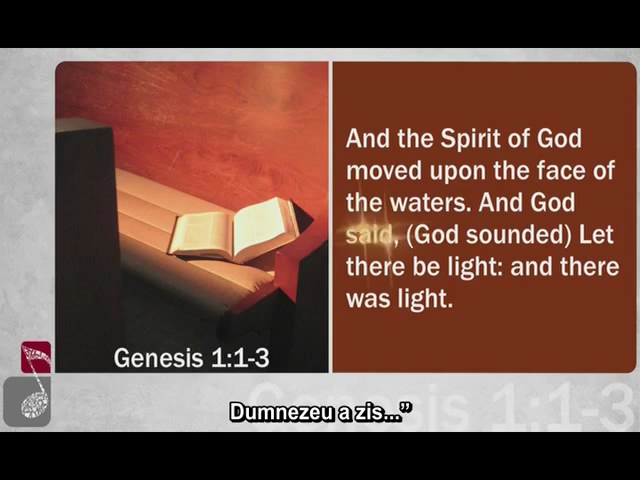 And the Spirit of God
moved upon the face of
the waters. And God
said, (God sounded) Let
there be light: and there
was light.
Genesis 1:1-3
Genesis 1:1-3
Dumnezeu a zis...”